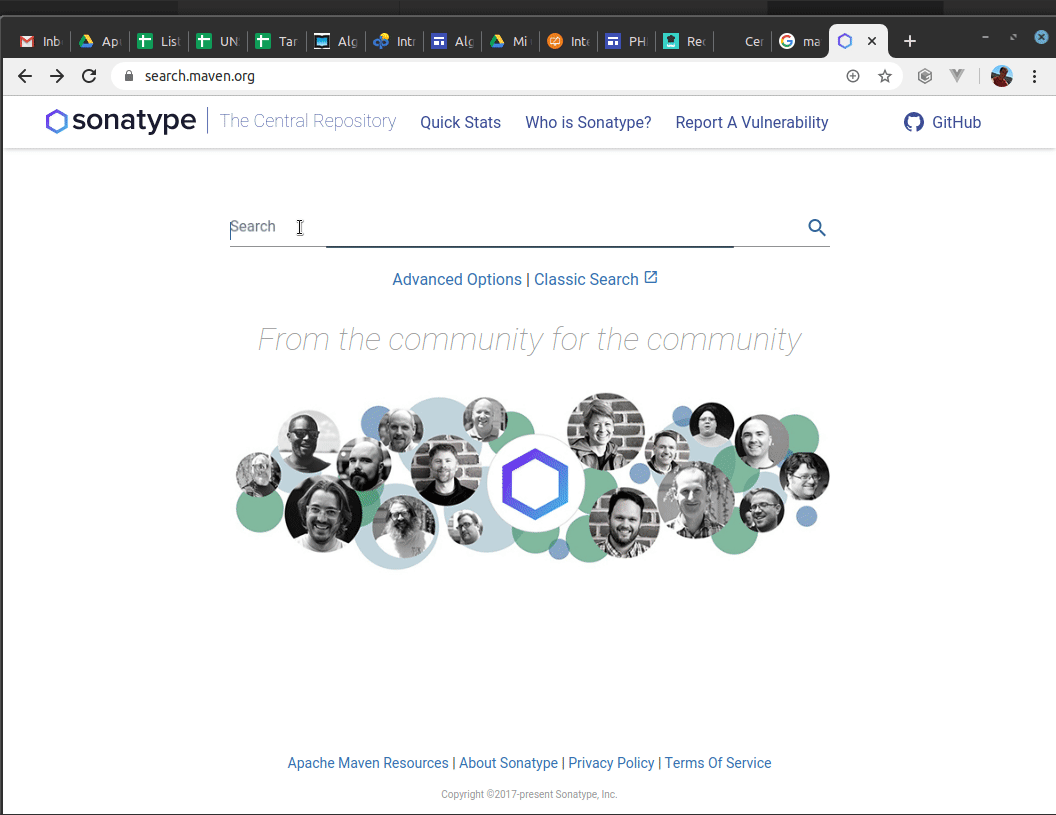 Inb Ap List UN Tar Alg Intr Alg Mi Inte PH Rec Cer ma
search.maven.org
sonatype The Central Repository Quick Stats Who is Sonatype? Report A Vulnerability GitHub
Search
Advanced Options | Classic Search
From the community for the community
Apache Maven Resources | About Sonatype | Privacy Policy | Terms Of Service
Copyright ©2017-present Sonatype, Inc.